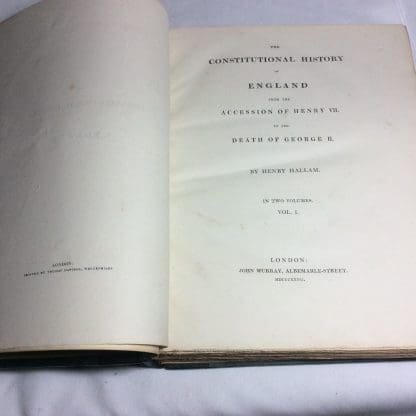 LONDON:
PRINTED BY THOMAS DAVISON, WHITEFRIARS.
THE
CONSTITUTIONAL HISTORY
OF
ENGLAND
FROM THE
ACCESSION OF HENRY VII.
TO THE
DEATH OF GEORGE II.
BY HENRY HALLAM.
IN TWO VOLUMES.
VOL. I.
LONDON:
JOHN MURRAY, ALBEMARLE-STREET.